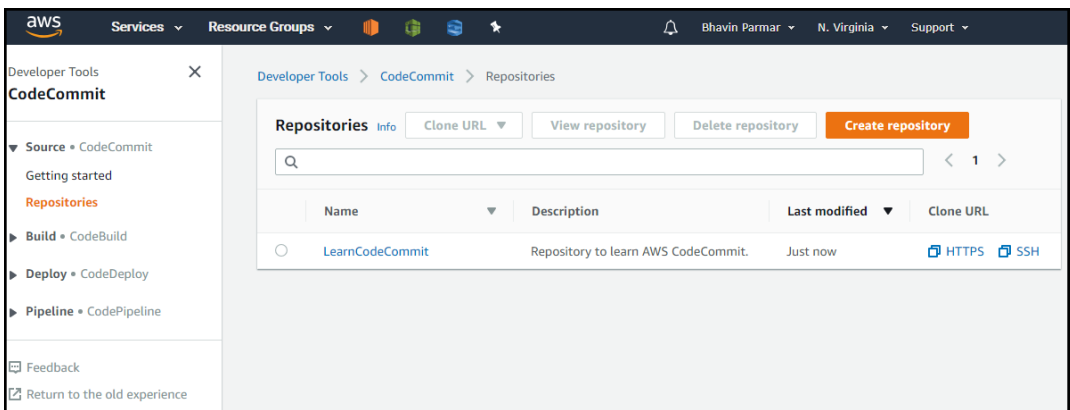 aws Services Resource Groups Bhavin Parmar N. Virginia Support
Developer Tools
CodeCommit
Source • CodeCommit
Getting started
Repositories
Build • CodeBuild
Deploy • CodeDeploy
Pipeline • CodePipeline
Feedback
Return to the old experience
Developer Tools > CodeCommit > Repositories
Repositories Info Clone URL View repository Delete repository Create repository
< 1 >
Name Description Last modified Clone URL
LearnCodeCommit Repository to learn AWS CodeCommit. Just now HTTPS SSH